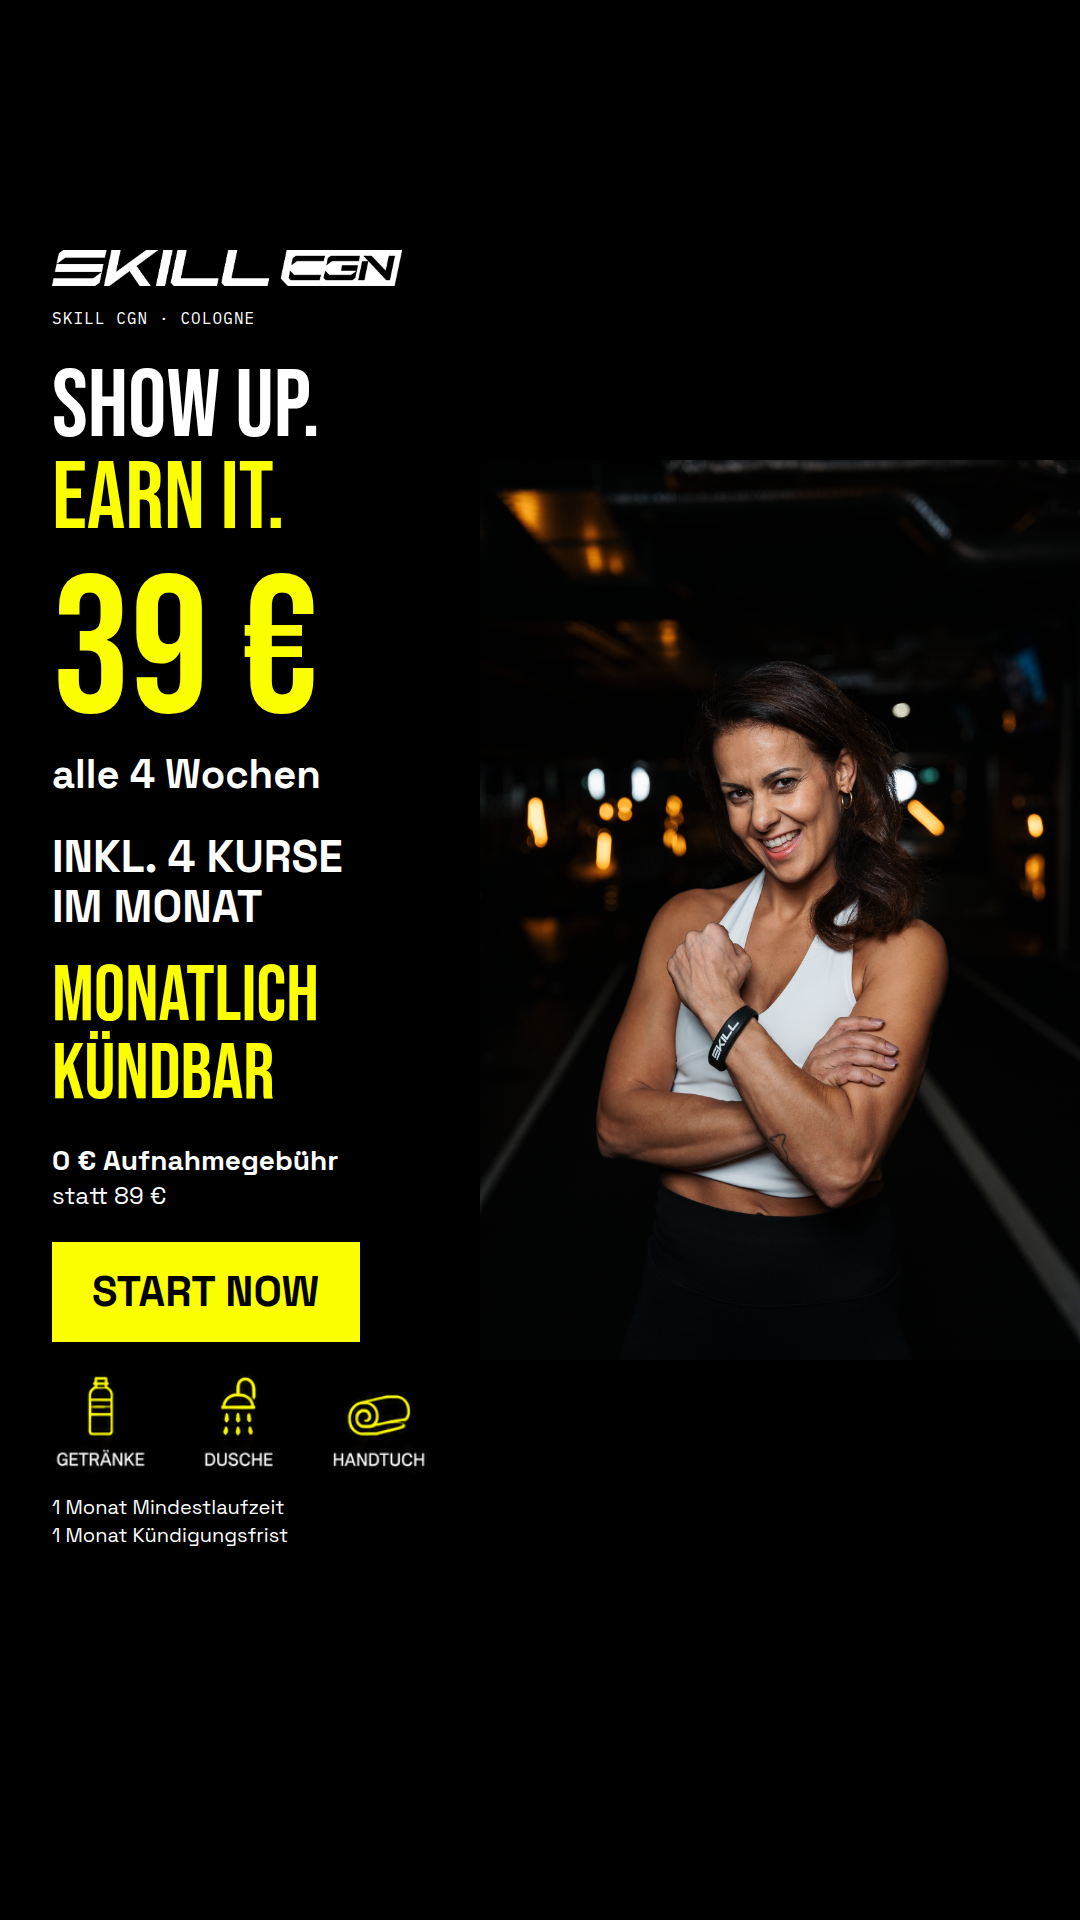 SKILL CGN
SKILL CGN · COLOGNE
SHOW UP.
EARN IT.
39 €
alle 4 Wochen
INKL. 4 KURSE
IM MONAT
MONATLICH
KÜNDBAR
0 € Aufnahmegebühr
statt 89 €
START NOW
GETRÄNKE DUSCHE HANDTUCH
1 Monat Mindestlaufzeit
1 Monat Kündigungsfrist
SKILL